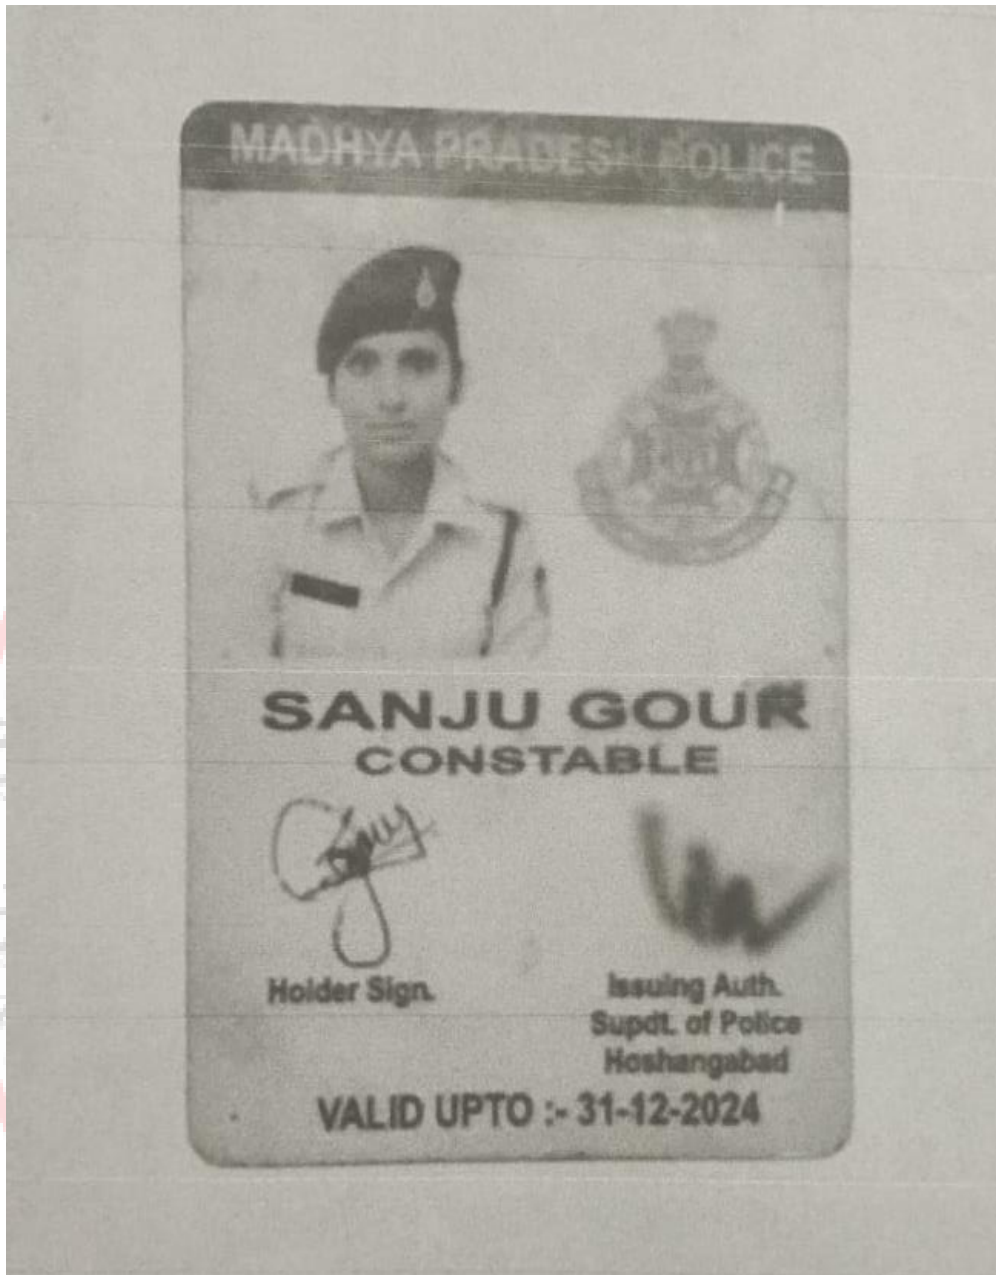 MADHYA PRADESH POLICE
SANJU GOUR
CONSTABLE
Holder Sign.
Issuing Auth.
Supdt. of Police
Hoshangabad
VALID UPTO :- 31-12-2024